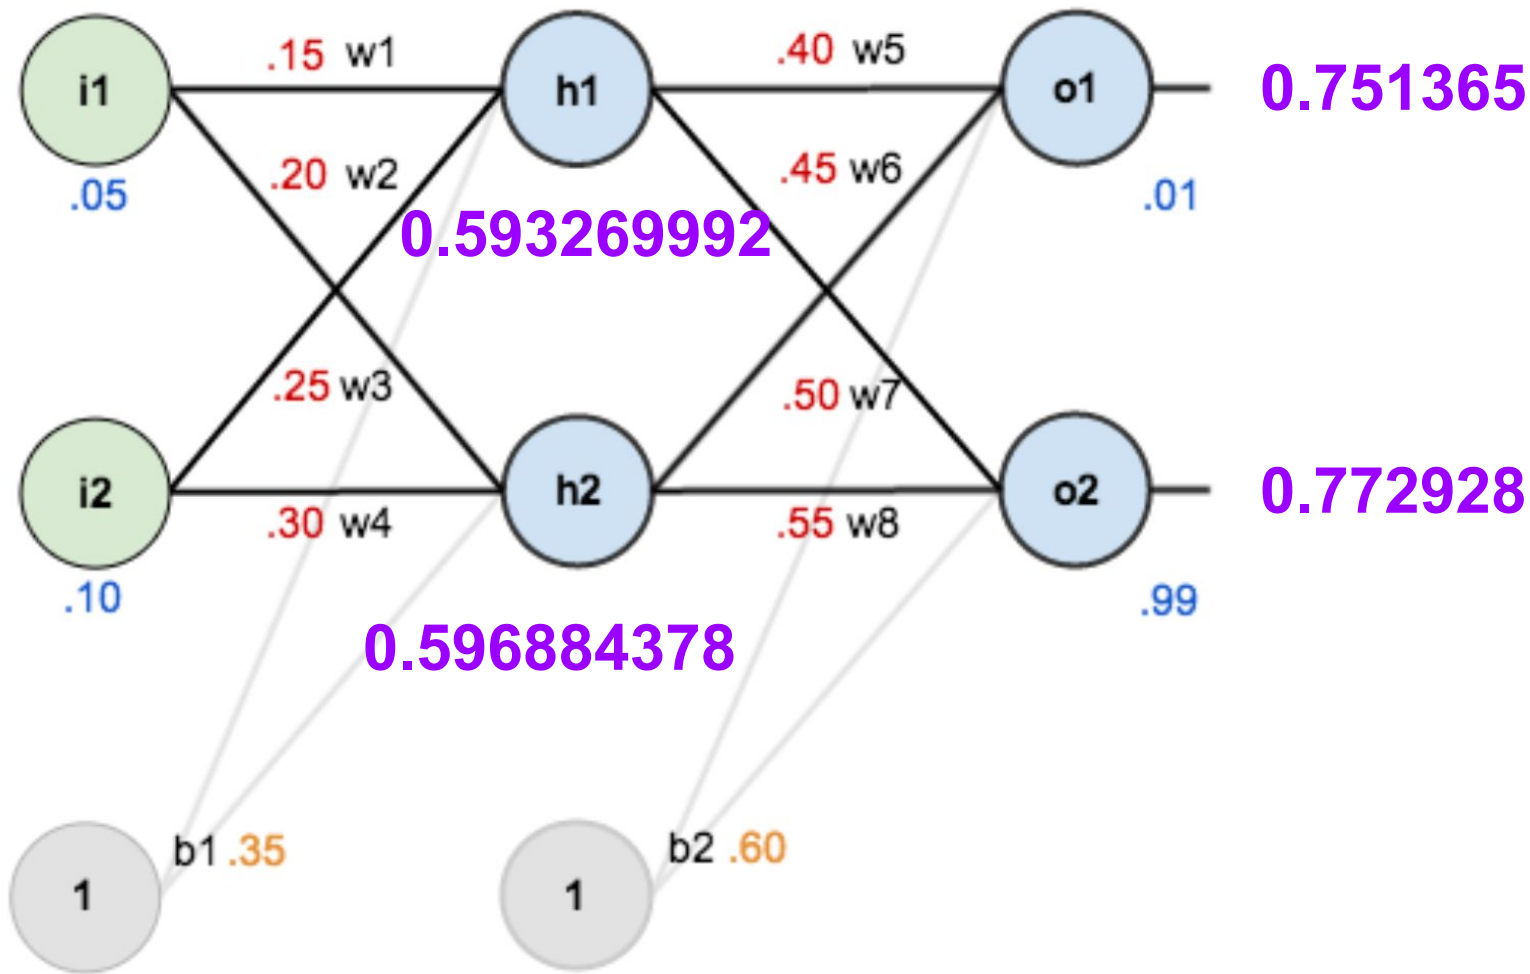 .15 w1
.40 w5
i1
h1
o1
0.751365
.20 w2
.45 w6
.05
.01
0.593269992
.25 w3
.50 w7
i2
h2
o2
0.772928
.30 w4
.55 w8
.10
.99
0.596884378
b1 .35
b2 .60
1
1